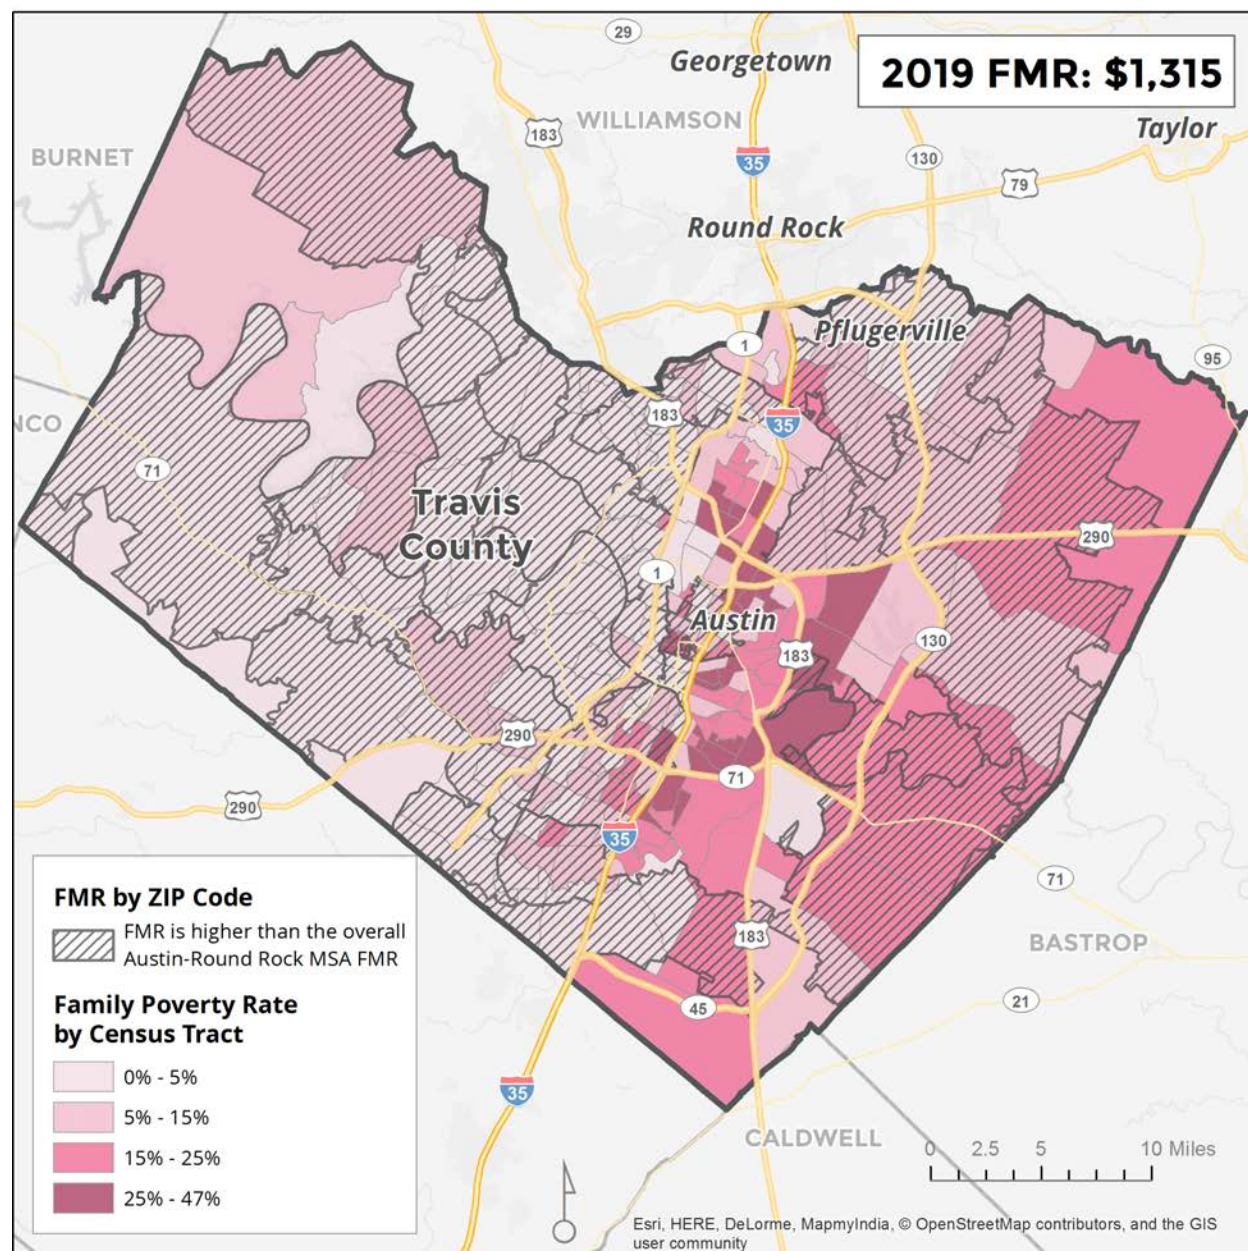 29
Georgetown
2019 FMR: $1,315
183
WILLIAMSON
Taylor
BURNET
35
130
79
Round Rock
Pflugerville
1
95
183
35
NCO
71
Travis
County
290
1
Austin
130
183
290
71
290
35
71
FMR by ZIP Code
FMR is higher than the overall
Austin-Round Rock MSA FMR
183
BASTROP
Family Poverty Rate
by Census Tract
45
21
0% - 5%
35
5% - 15%
CALDWELL
0 2.5 5 10 Miles
15% - 25%
25% - 47%
Esri, HERE, DeLorme, MapmyIndia, © OpenStreetMap contributors, and the GIS
user community